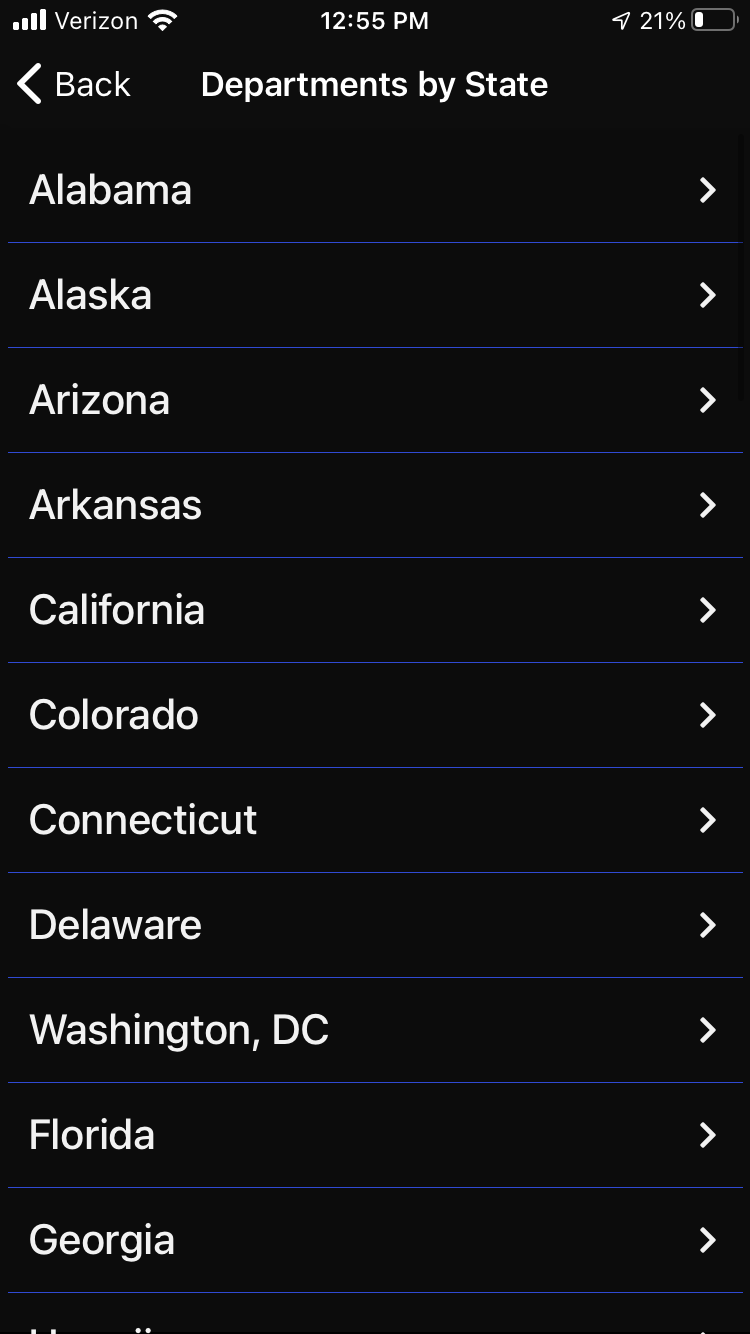 Verizon 12:55 PM 21%
Back Departments by State
Alabama
Alaska
Arizona
Arkansas
California
Colorado
Connecticut
Delaware
Washington, DC
Florida
Georgia